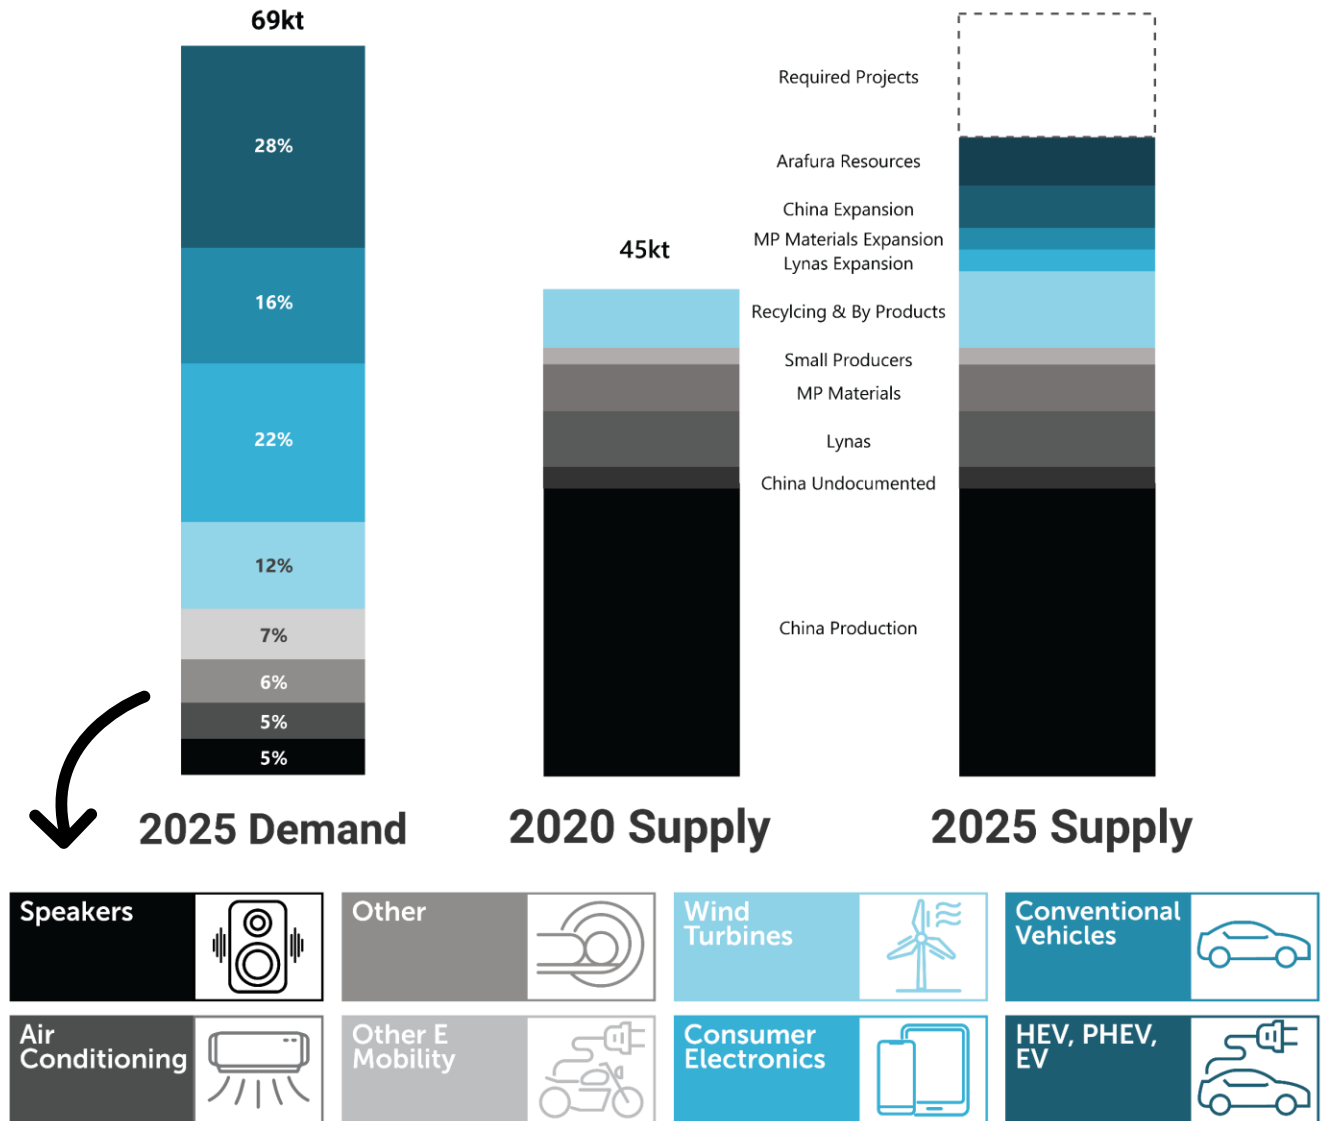 69kt
28%
16%
22%
12%
7%
6%
5%
5%
2025 Demand
45kt
2020 Supply
Required Projects
Arafura Resources
China Expansion
MP Materials Expansion
Lynas Expansion
Recylcing & By Products
Small Producers
MP Materials
Lynas
China Undocumented
China Production
2025 Supply
Speakers
Other
Wind
Turbines
Conventional
Vehicles
Air
Conditioning
Other E
Mobility
Consumer
Electronics
HEV, PHEV,
EV